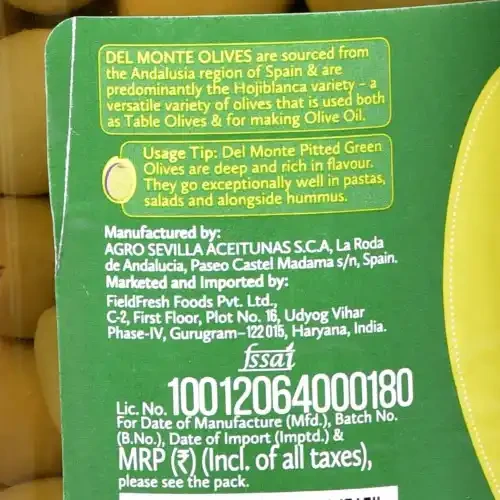 DEL MONTE OLIVES are sourced from
the Andalusia region of Spain & are
predominantly the Hojiblanca variety - a
versatile variety of olives that is used both
as Table Olives & for making Olive Oil.
Usage Tip: Del Monte Pitted Green
Olives are deep and rich in flavour.
They go exceptionally well in pastas,
salads and alongside hummus.
Manufactured by:
AGRO SEVILLA ACEITUNAS S.C.A, La Roda
de Andalucia, Paseo Castel Madama s/n, Spain.
Marketed and Imported by:
FieldFresh Foods Pvt. Ltd.,
C-2, First Floor, Plot No. 16, Udyog Vihar
Phase-IV, Gurugram-122 015, Haryana, India.
fssai
Lic. No. 10012064000180
For Date of Manufacture (Mfd.), Batch No.
(B.No.), Date of Import (Imptd.) &
MRP (₹) (Incl. of all taxes),
please see the pack.